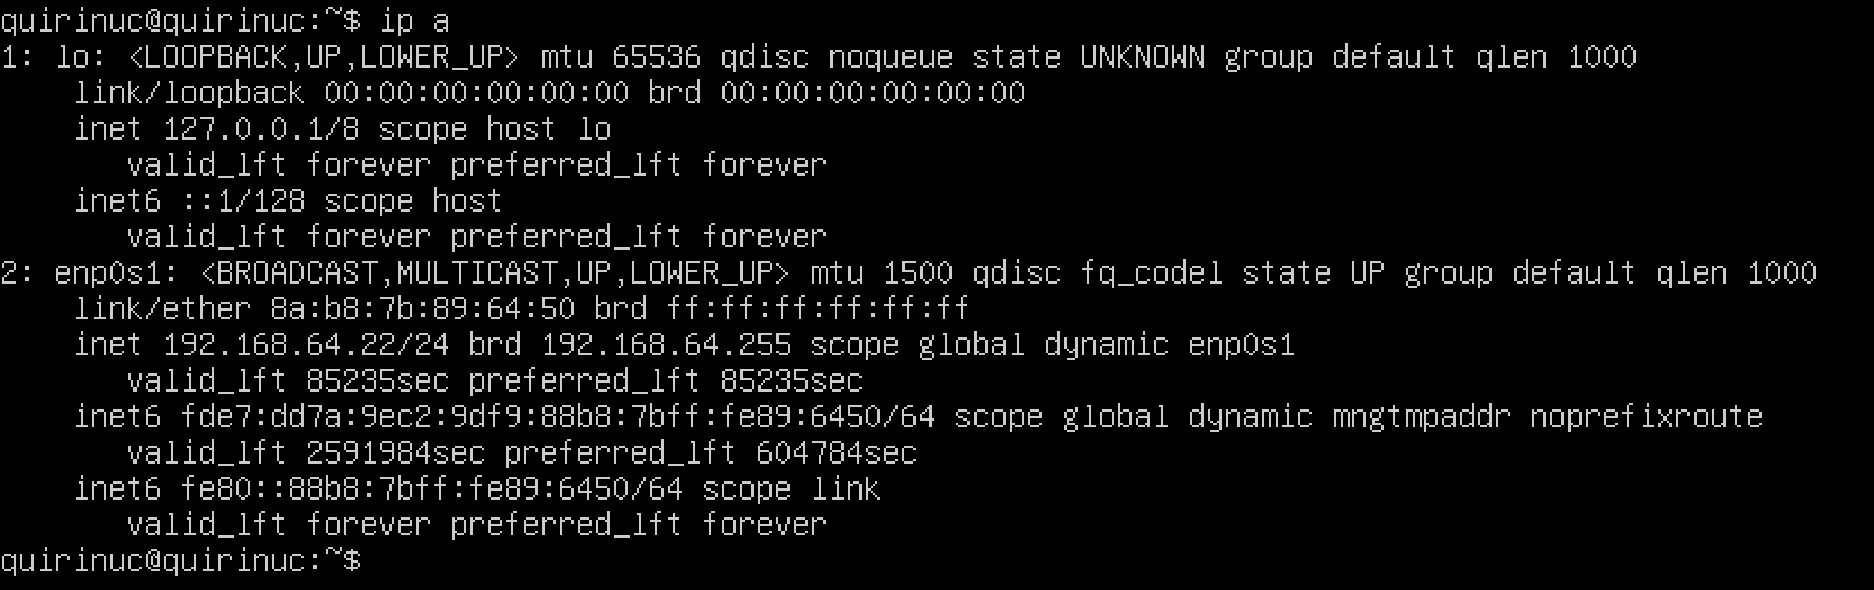 quirinuc@quirinuc:~$ ip a
1: lo: <LOOPBACK,UP,LOWER_UP> mtu 65536 qdisc noqueue state UNKNOWN group default qlen 1000
    link/loopback 00:00:00:00:00:00 brd 00:00:00:00:00:00
    inet 127.0.0.1/8 scope host lo
       valid_lft forever preferred_lft forever
    inet6 ::1/128 scope host
       valid_lft forever preferred_lft forever
2: enp0s1: <BROADCAST,MULTICAST,UP,LOWER_UP> mtu 1500 qdisc fq_codel state UP group default qlen 1000
    link/ether 8a:b8:7b:89:64:50 brd ff:ff:ff:ff:ff:ff
    inet 192.168.64.22/24 brd 192.168.64.255 scope global dynamic enp0s1
       valid_lft 85235sec preferred_lft 85235sec
    inet6 fde7:dd7a:9ec2:9df9:88b8:7bff:fe89:6450/64 scope global dynamic mngtmpaddr noprefixroute
       valid_lft 2591984sec preferred_lft 604784sec
    inet6 fe80::88b8:7bff:fe89:6450/64 scope link
       valid_lft forever preferred_lft forever
quirinuc@quirinuc:~$